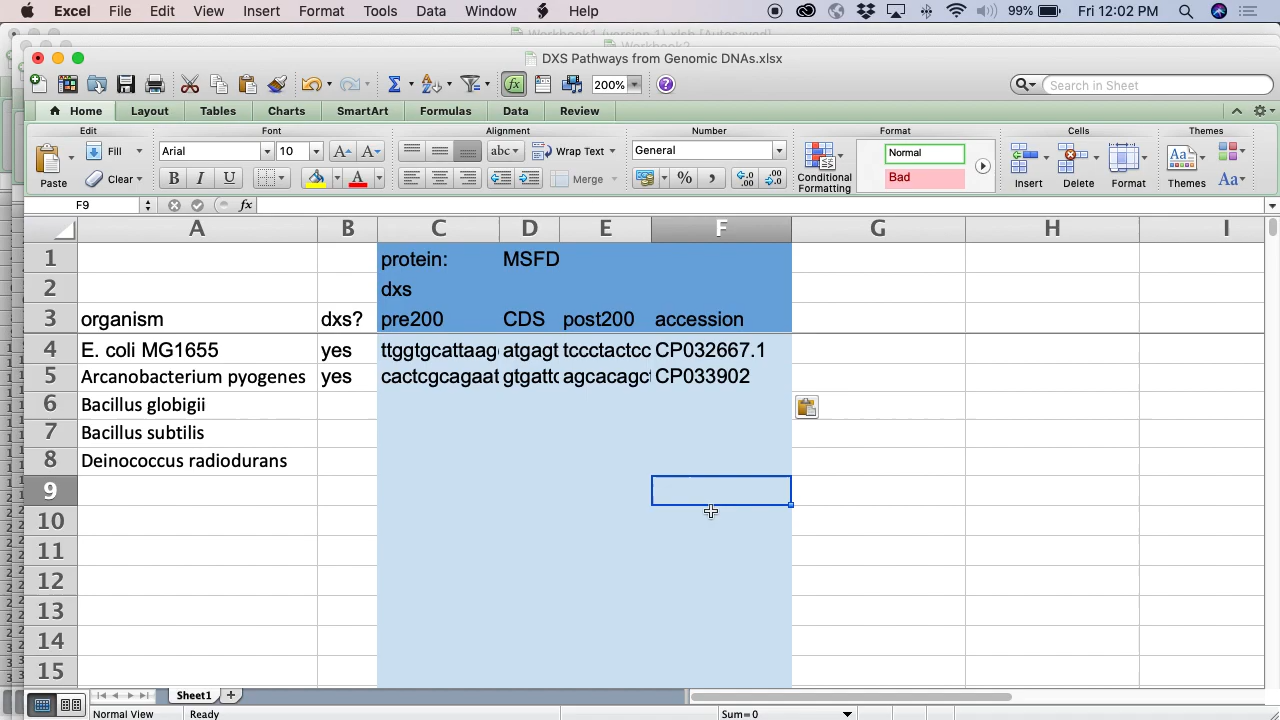 Excel File Edit View Insert Format Tools Data Window Help 99% Fri 12:02 PM
DXS Pathways from Genomic DNAs.xlsx
200% Search in Sheet
Home Layout Tables Charts SmartArt Formulas Data Review
Edit Font Alignment Number Format Cells Themes
Fill Arial 10 abc Wrap Text General Normal
Paste Clear B I U A Merge % Conditional Formatting Bad Insert Delete Format Themes Aa
F9 fx
A B C D E F G H I
1 protein: MSFD
2 dxs
3 organism dxs? pre200 CDS post200 accession
4 E. coli MG1655 yes ttggtgcattaag atgagt tccctactcc CP032667.1
5 Arcanobacterium pyogenes yes cactcgcagaat gtgatt agcacagc CP033902
6 Bacillus globigii
7 Bacillus subtilis
8 Deinococcus radiodurans
9
10
11
12
13
14
15
Sheet1
Normal View Ready Sum=0